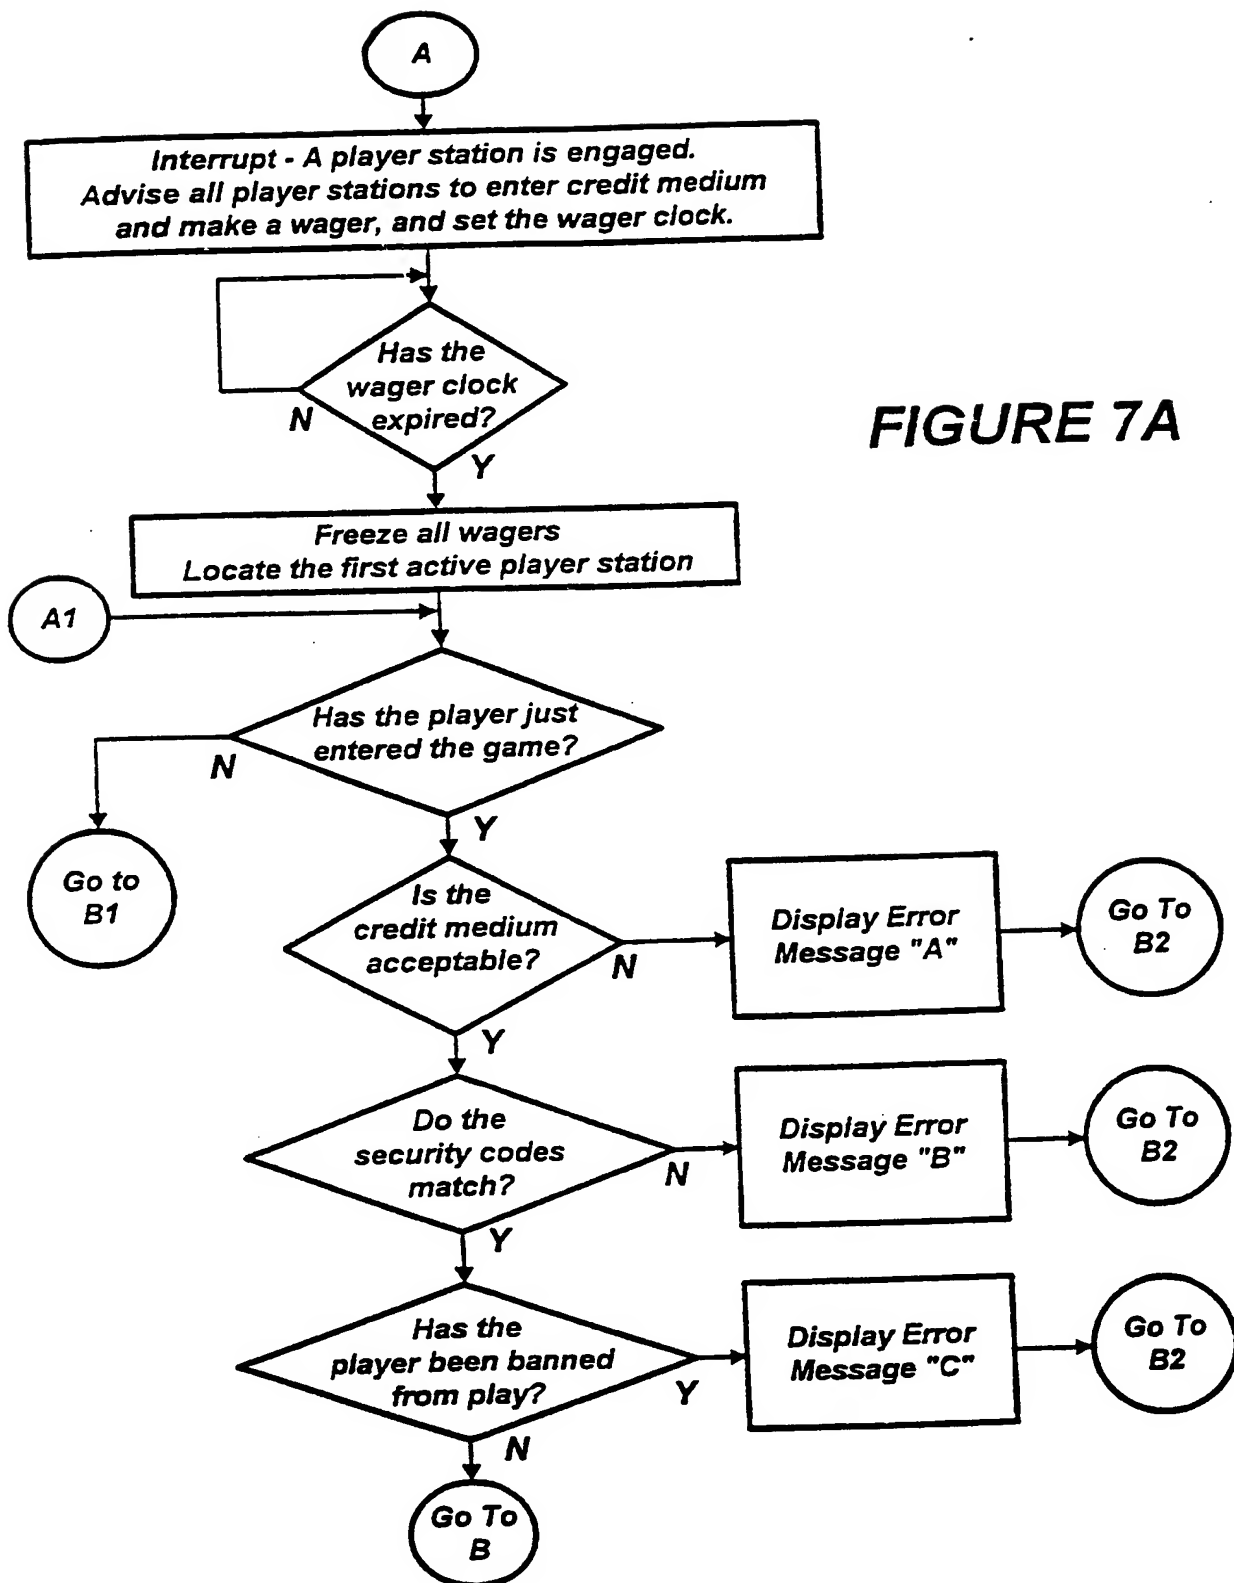 A
Interrupt - A player station is engaged.
Advise all player stations to enter credit medium
and make a wager, and set the wager clock.
Has the
wager clock
expired?
N
Y
FIGURE 7A
Freeze all wagers
Locate the first active player station
A1
Has the player just
entered the game?
N
Y
Go to
B1
Is the
credit medium
acceptable?
N
Y
Display Error
Message "A"
Go To
B2
Do the
security codes
match?
N
Y
Display Error
Message "B"
Go To
B2
Has the
player been banned
from play?
Y
N
Display Error
Message "C"
Go To
B2
Go To
B